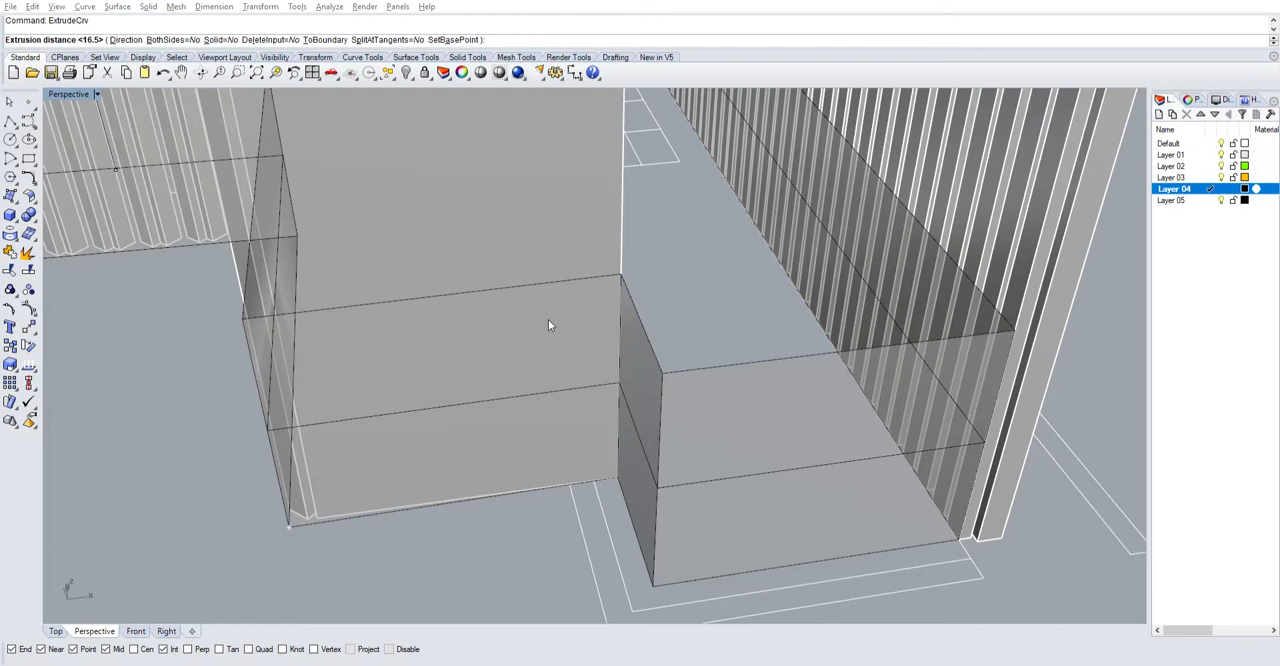 File Edit View Curve Surface Solid Mesh Dimension Transform Tools Analyze Render Panels Help
Command: ExtrudeCrv
Extrusion distance <16.5> ( Direction BothSides=No Solid=No DeleteInput=No ToBoundary SplitAtTangents=No SetBasePoint ):
Standard CPlanes Set View Display Select Viewport Layout Visibility Transform Curve Tools Surface Tools Solid Tools Mesh Tools Render Tools Drafting New in V5
Perspective
L... P... Di... H...
Name Material
Default
Layer 01
Layer 02
Layer 03
Layer 04
Layer 05
z
x
Top Perspective Front Right
End Near Point Mid Cen Int Perp Tan Quad Knot Vertex Project Disable